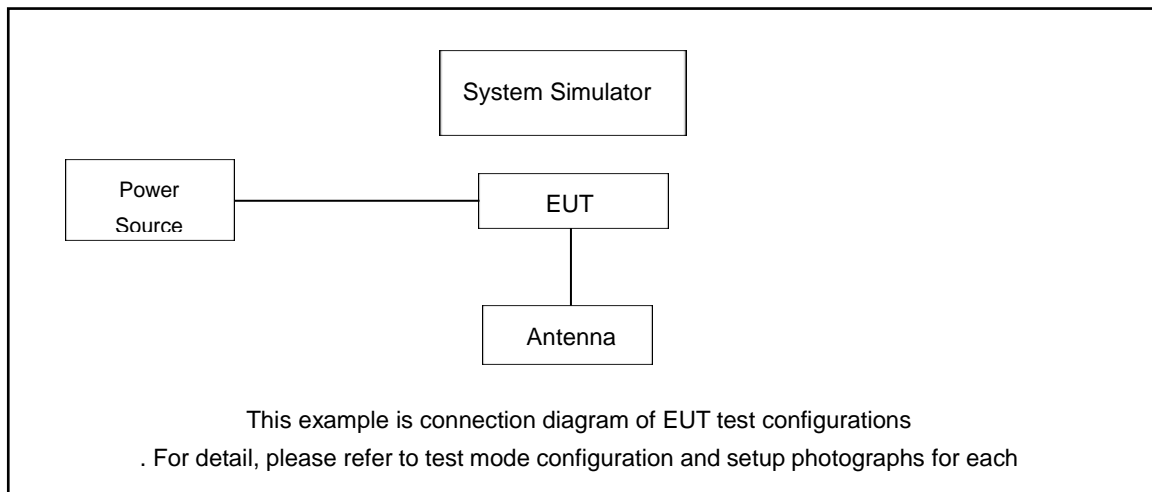 System Simulator
Power
Source
EUT
Antenna
This example is connection diagram of EUT test configurations
. For detail, please refer to test mode configuration and setup photographs for each